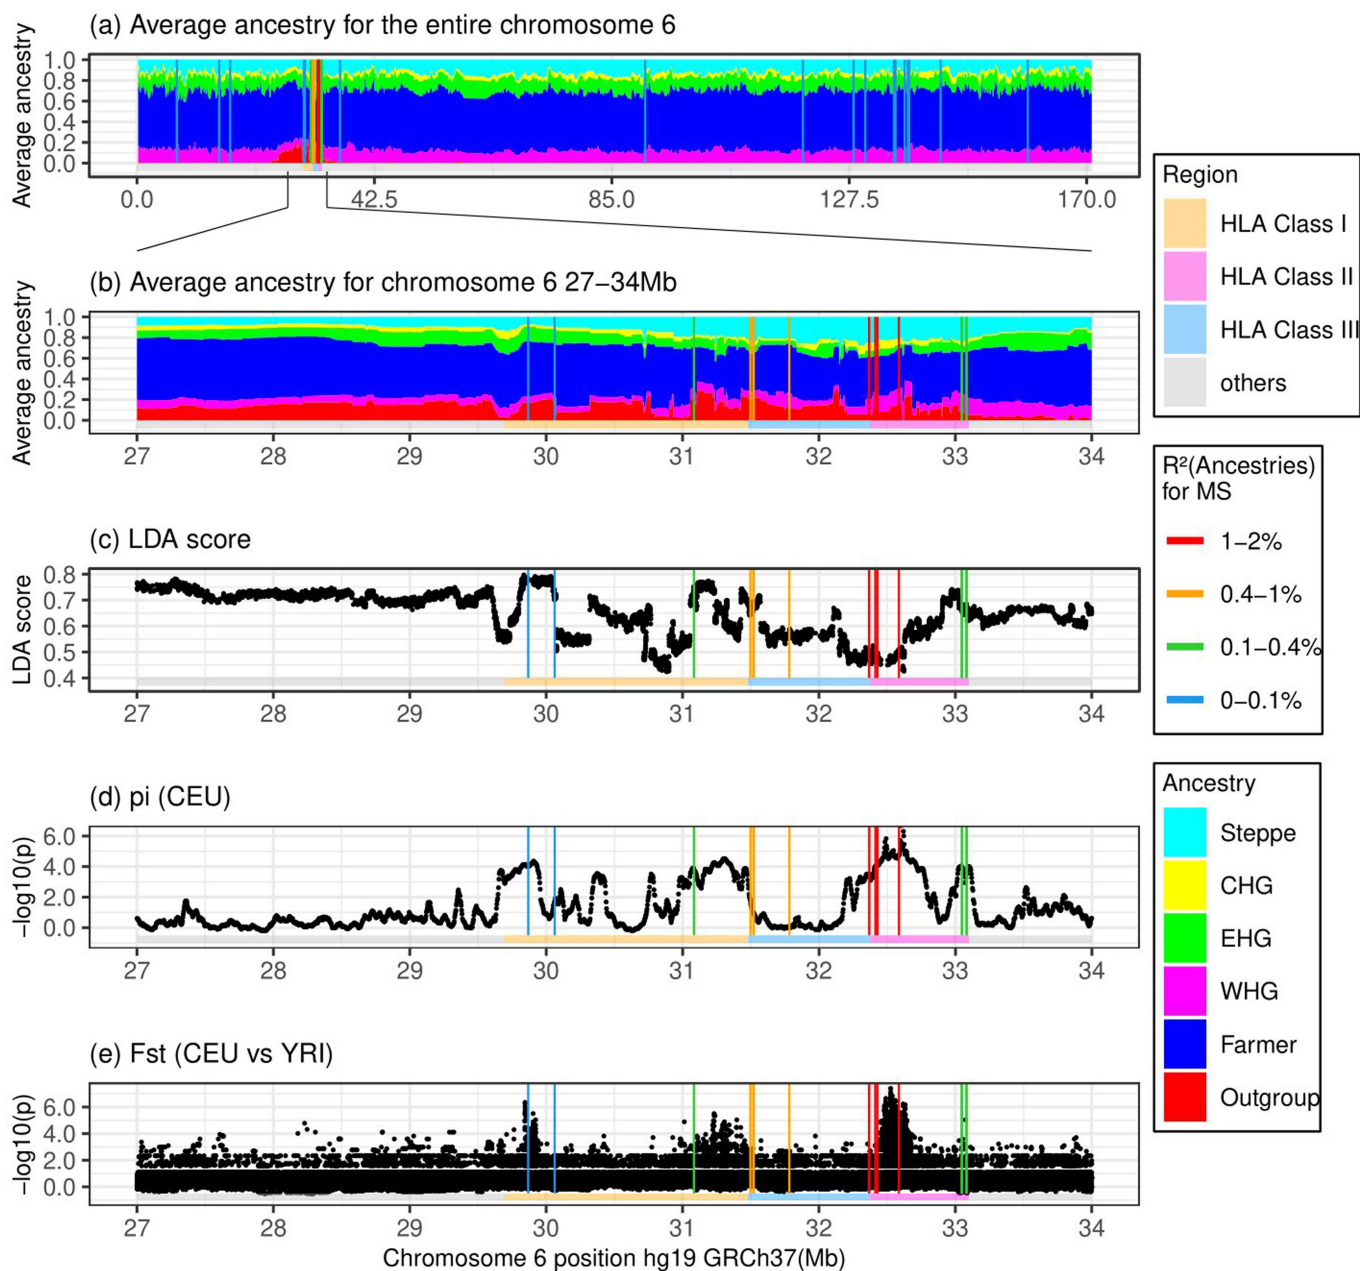 (a) Average ancestry for the entire chromosome 6
Average ancestry
1.0
0.8
0.6
0.4
0.2
0.0
0.0 42.5 85.0 127.5 170.0
(b) Average ancestry for chromosome 6 27−34Mb
Average ancestry
1.0
0.8
0.6
0.4
0.2
0.0
27 28 29 30 31 32 33 34
(c) LDA score
LDA score
0.8
0.7
0.6
0.5
0.4
27 28 29 30 31 32 33 34
(d) pi (CEU)
−log10(p)
6.0
4.0
2.0
0.0
27 28 29 30 31 32 33 34
(e) Fst (CEU vs YRI)
−log10(p)
6.0
4.0
2.0
0.0
27 28 29 30 31 32 33 34
Chromosome 6 position hg19 GRCh37(Mb)
Region
HLA Class I
HLA Class II
HLA Class III
others
R²(Ancestries)
for MS
1−2%
0.4−1%
0.1−0.4%
0−0.1%
Ancestry
Steppe
CHG
EHG
WHG
Farmer
Outgroup